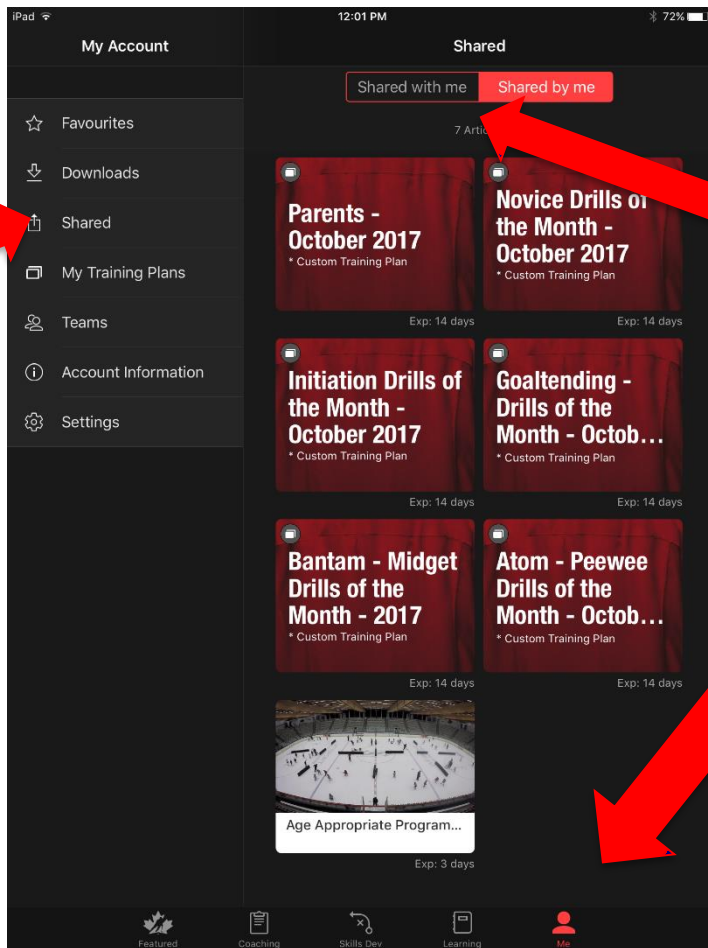 iPad 12:01 PM 72%
My Account
Shared
Shared with me Shared by me
7
Favourites
Downloads
Shared
My Training Plans
Teams
Account Information
Settings
Parents -
October 2017
* Custom Training Plan
Exp: 14 days
Novice Drills of
the Month -
October 2017
* Custom Training Plan
Exp: 14 days
Initiation Drills of
the Month -
October 2017
* Custom Training Plan
Exp: 14 days
Goaltending -
Drills of the
Month - Octob...
* Custom Training Plan
Exp: 14 days
Bantam - Midget
Drills of the
Month - 2017
* Custom Training Plan
Exp: 14 days
Atom - Peewee
Drills of the
Month - Octob...
* Custom Training Plan
Exp: 14 days
Age Appropriate Program...
Exp: 3 days
Featured Coaching Skills Dev Learning Me